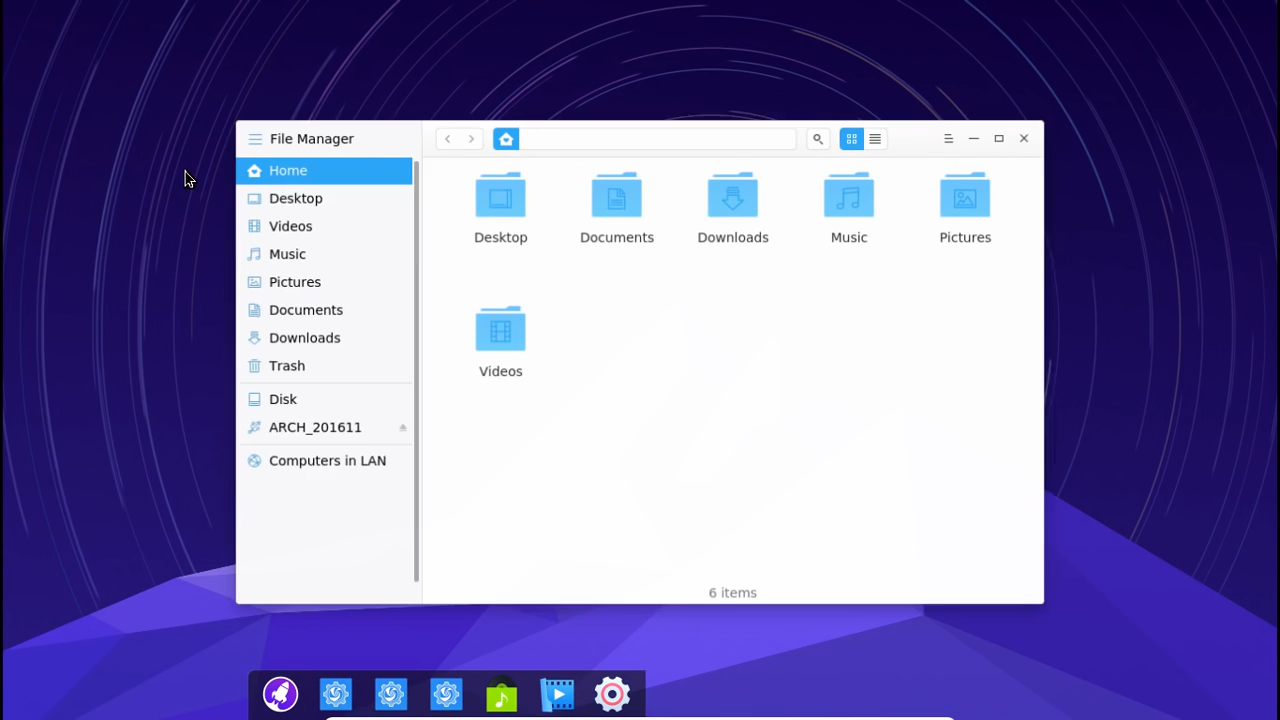 File Manager
Home
Desktop
Videos
Music
Pictures
Documents
Downloads
Trash
Disk
ARCH_201611
Computers in LAN
Desktop
Documents
Downloads
Music
Pictures
Videos
6 items